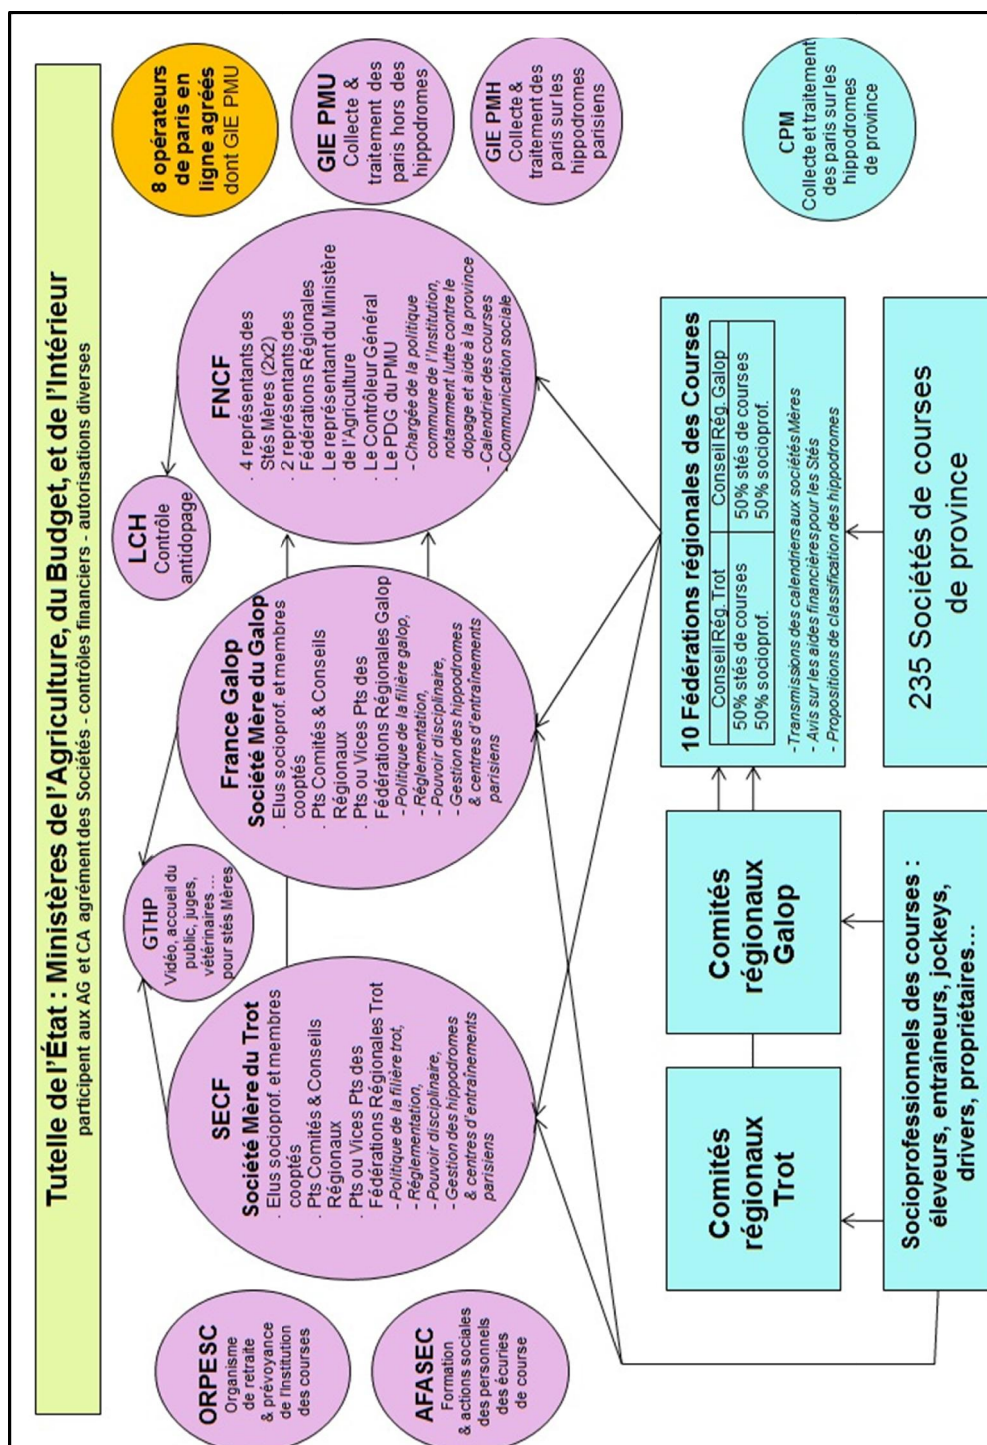 Tutelle de l'État : Ministères de l'Agriculture, du Budget, et de l'Intérieur
participent aux AG et CA agrément des Sociétés - contrôles financiers - autorisations diverses
ORPESC
Organisme
de retraite
& prévoyance
de l'Institution
des courses
AFASEC
Formation
& actions sociales
des personnels
des écuries
de course
GTHP
Vidéo, accueil du
public, juges,
vétérinaires ...
pour stés Mères
LCH
Contrôle
antidopage
8 opérateurs
de paris en
ligne agréés
dont GIE PMU
SECF
Société Mère du Trot
. Elus socioprof. et membres
cooptés
. Pts Comités & Conseils
Régionaux
. Pts ou Vices Pts des
Fédérations Régionales Trot
- Politique de la filière trot,
- Réglementation,
- Pouvoir disciplinaire,
- Gestion des hippodromes
& centres d'entraînements
parisiens
France Galop
Société Mère du Galop
. Elus socioprof. et membres
cooptés
. Pts Comités & Conseils
Régionaux
. Pts ou Vices Pts des
Fédérations Régionales Galop
- Politique de la filière galop,
- Réglementation,
- Pouvoir disciplinaire,
- Gestion des hippodromes
& centres d'entraînements
parisiens
FNCF
. 4 représentants des
Stés Mères (2x2)
. 2 représentants des
Fédérations Régionales
. Le représentant du Ministère
de l'Agriculture
. Le Contrôleur Général
. Le PDG du PMU
- Chargée de la politique
commune de l'Institution,
notamment lutte contre le
dopage et aide à la province
- Calendrier des courses
- Communication sociale
GIE PMU
Collecte &
traitement des
paris hors des
hippodromes
GIE PMH
Collecte &
traitement des
paris sur les
hippodromes
parisiens
Comités
régionaux
Trot
Comités
régionaux
Galop
10 Fédérations régionales des Courses
Conseil Rég. Trot
Conseil Rég. Galop
50% stés de courses
50% socioprof.
50% stés de courses
50% socioprof.
- Transmissions des calendriers aux sociétés Mères
- Avis sur les aides financières pour les Stés
- Propositions de classification des hippodromes
CPM
Collecte et traitement
des paris sur les
hippodromes
de province
Socioprofessionnels des courses :
éleveurs, entraîneurs, jockeys,
drivers, propriétaires...
235 Sociétés de courses
de province